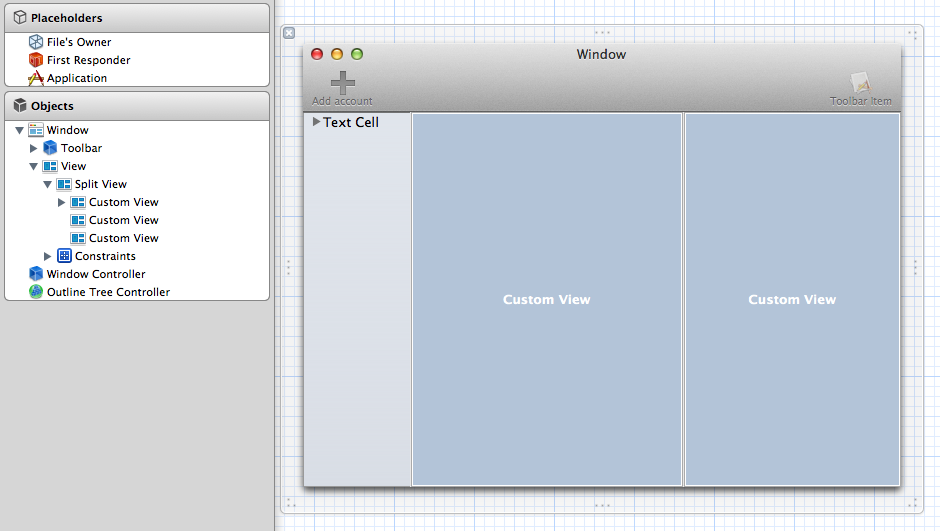 Placeholders
File's Owner
First Responder
Application
Objects
Window
Toolbar
View
Split View
Custom View
Custom View
Custom View
Constraints
Window Controller
Outline Tree Controller
Window
Add account
Toolbar Item
Text Cell
Custom View
Custom View